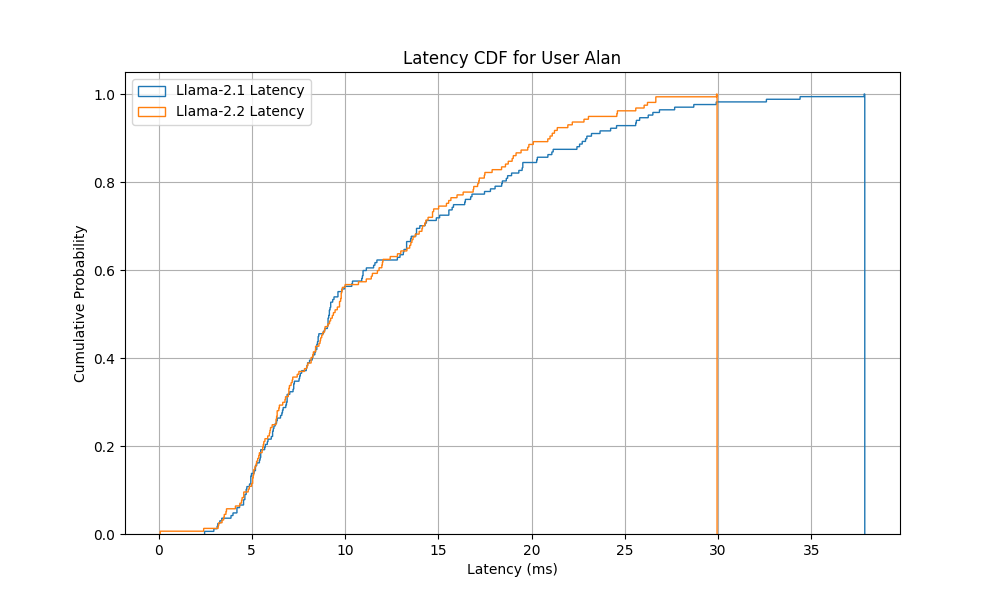 Latency CDF for User Alan
Llama-2.1 Latency
Llama-2.2 Latency
Cumulative Probability
1.0
0.8
0.6
0.4
0.2
0.0
0 5 10 15 20 25 30 35
Latency (ms)